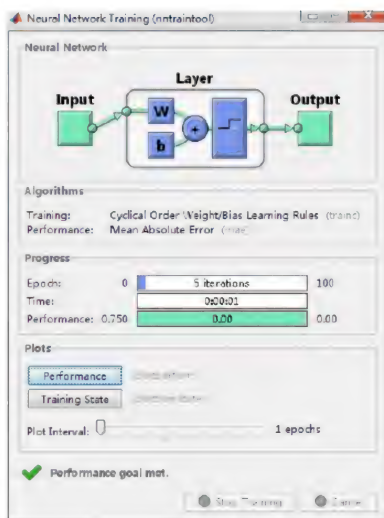 Neural Network Training (nntraintool)
Neural Network
Layer
Input
Output
W
b
+
Algorithms
Training: Cyclical Order Weight/Bias Learning Rules (trainc)
Performance: Mean Absolute Error (mae)
Progress
Epoch: 0 5 iterations 100
Time: 0:00:01
Performance: 0.750 0.00 0.00
Plots
Performance
Training State
Plot Interval: 1 epochs
Performance goal met.
Stop Training Cancel